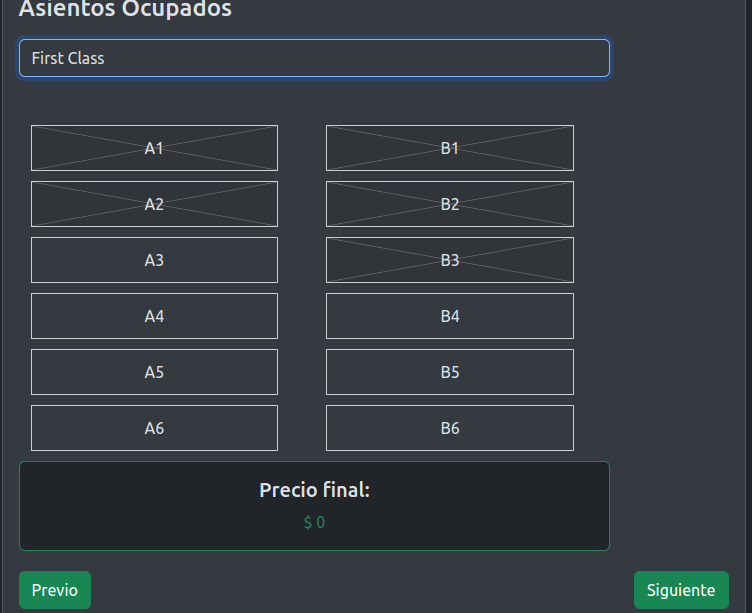 Asientos Ocupados
First Class
A1 B1
A2 B2
A3 B3
A4 B4
A5 B5
A6 B6
Precio final:
$ 0
Previo Siguiente